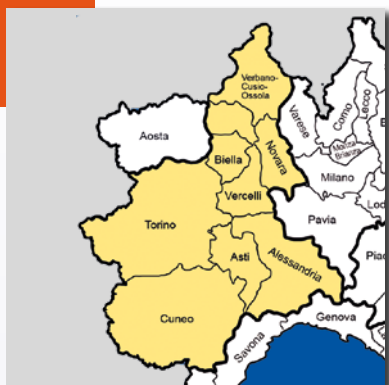 Verbano-
Cusio-
Ossola
Aosta
Biella
Novara
Varese
Como
Lecco
Monza
Brianza
Milano
Vercelli
Pavia
Lod
Torino
Asti
Alessandria
Piac
Cuneo
Savona
Genova